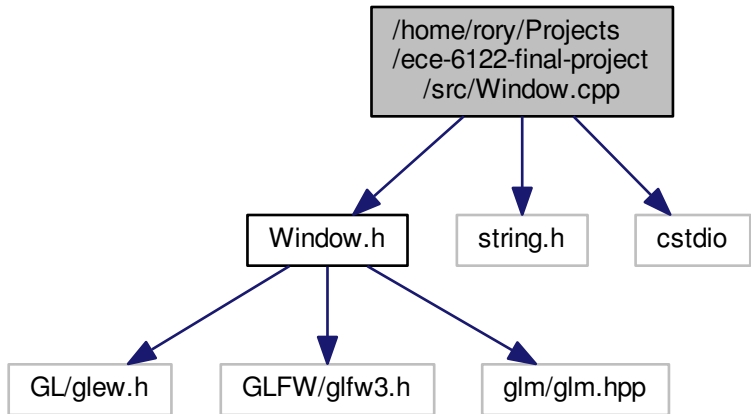 /home/rory/Projects
/ece-6122-final-project
/src/Window.cpp
Window.h
string.h
cstdio
GL/glew.h
GLFW/glfw3.h
glm/glm.hpp